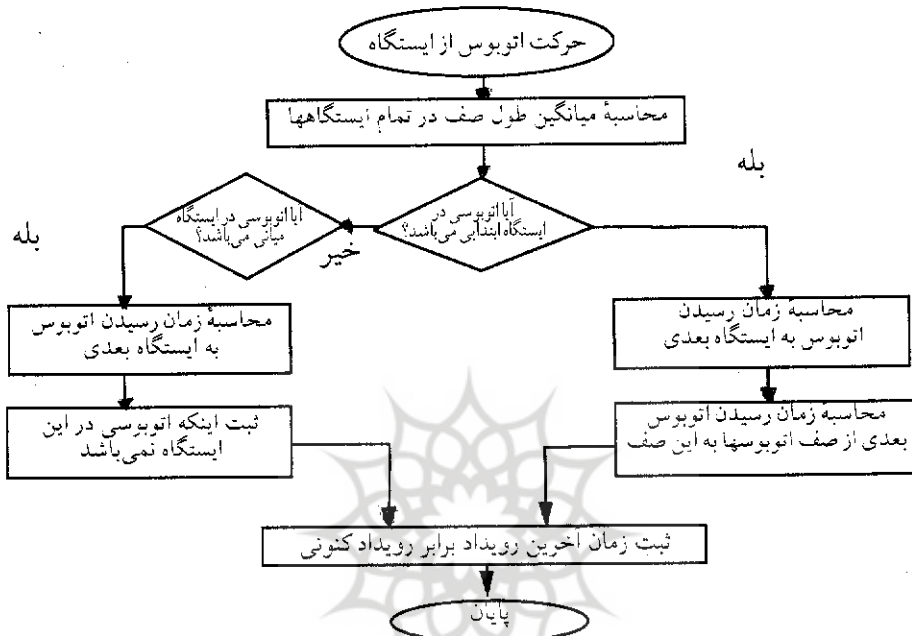 حرکت اتوبوس از ایستگاه
محاسبهٔ میانگین طول صف در تمام ایستگاهها
بله
آیا اتوبوسی در
ایستگاه ابتدایی می‌باشد؟
خیر
آیا اتوبوسی در ایستگاه
میانی می‌باشد؟
بله
محاسبهٔ زمان رسیدن
اتوبوس به ایستگاه بعدی
محاسبهٔ زمان رسیدن اتوبوس
به ایستگاه بعدی
محاسبهٔ زمان رسیدن اتوبوس
بعدی از صف اتوبوسها به این صف
ثبت اینکه اتوبوسی در این
ایستگاه نمی‌باشد
ثبت زمان آخرین رویداد برابر رویداد کنونی
پایان